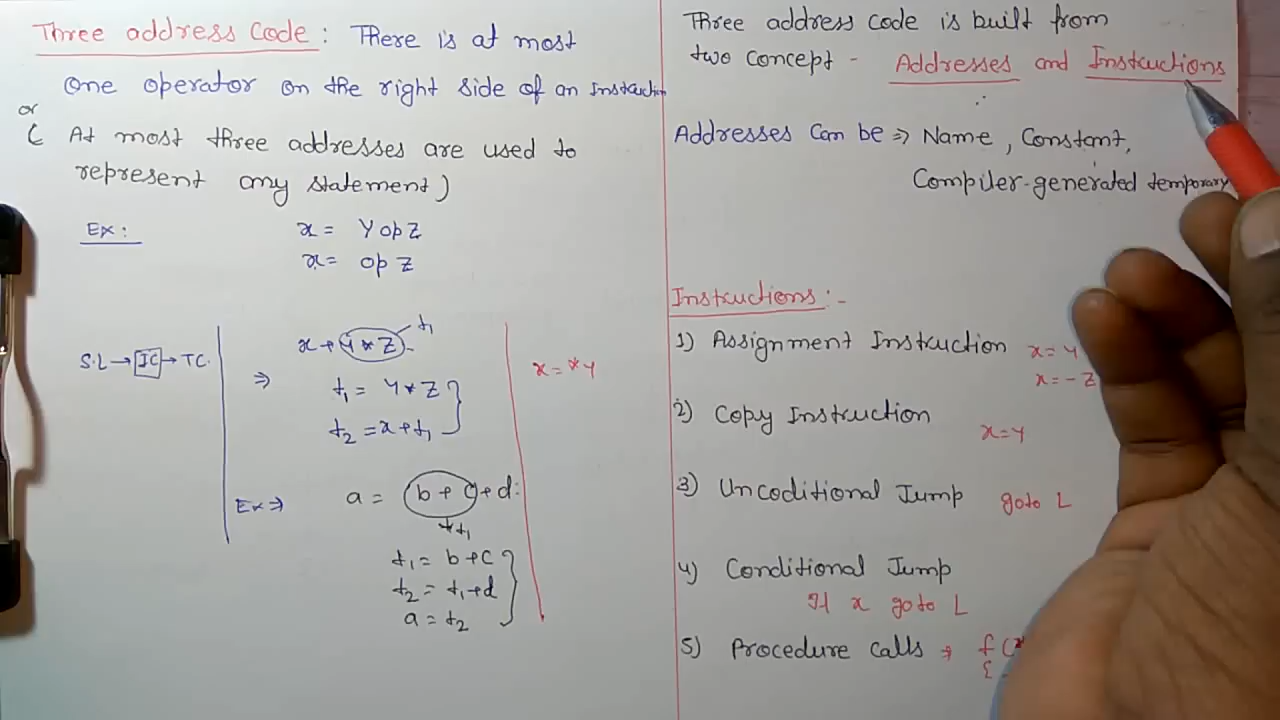 Three address Code : There is at most
one operator on the right side of an Instruction
or
( At most three addresses are used to
represent any statement)
Ex :
x = Y op Z
x = op Z
S.L → IC → TC.
x + y * Z
t1
⇒
t1 = Y * Z
t2 = x + t1
Ex ⇒
a = b + c + d
t1
t1 = b + c
t2 = t1 + d
a = t2
x = *y
Three address code is built from
two concept - Addresses and Instructions
Addresses Can be ⇒ Name, Constant,
Compiler-generated temporary
Instructions :-
1) Assignment Instruction x = y
x = - z
2) Copy Instruction x = y
3) Uncoditional Jump goto L
4) Conditional Jump
If x goto L
5) Procedure Calls → f(x